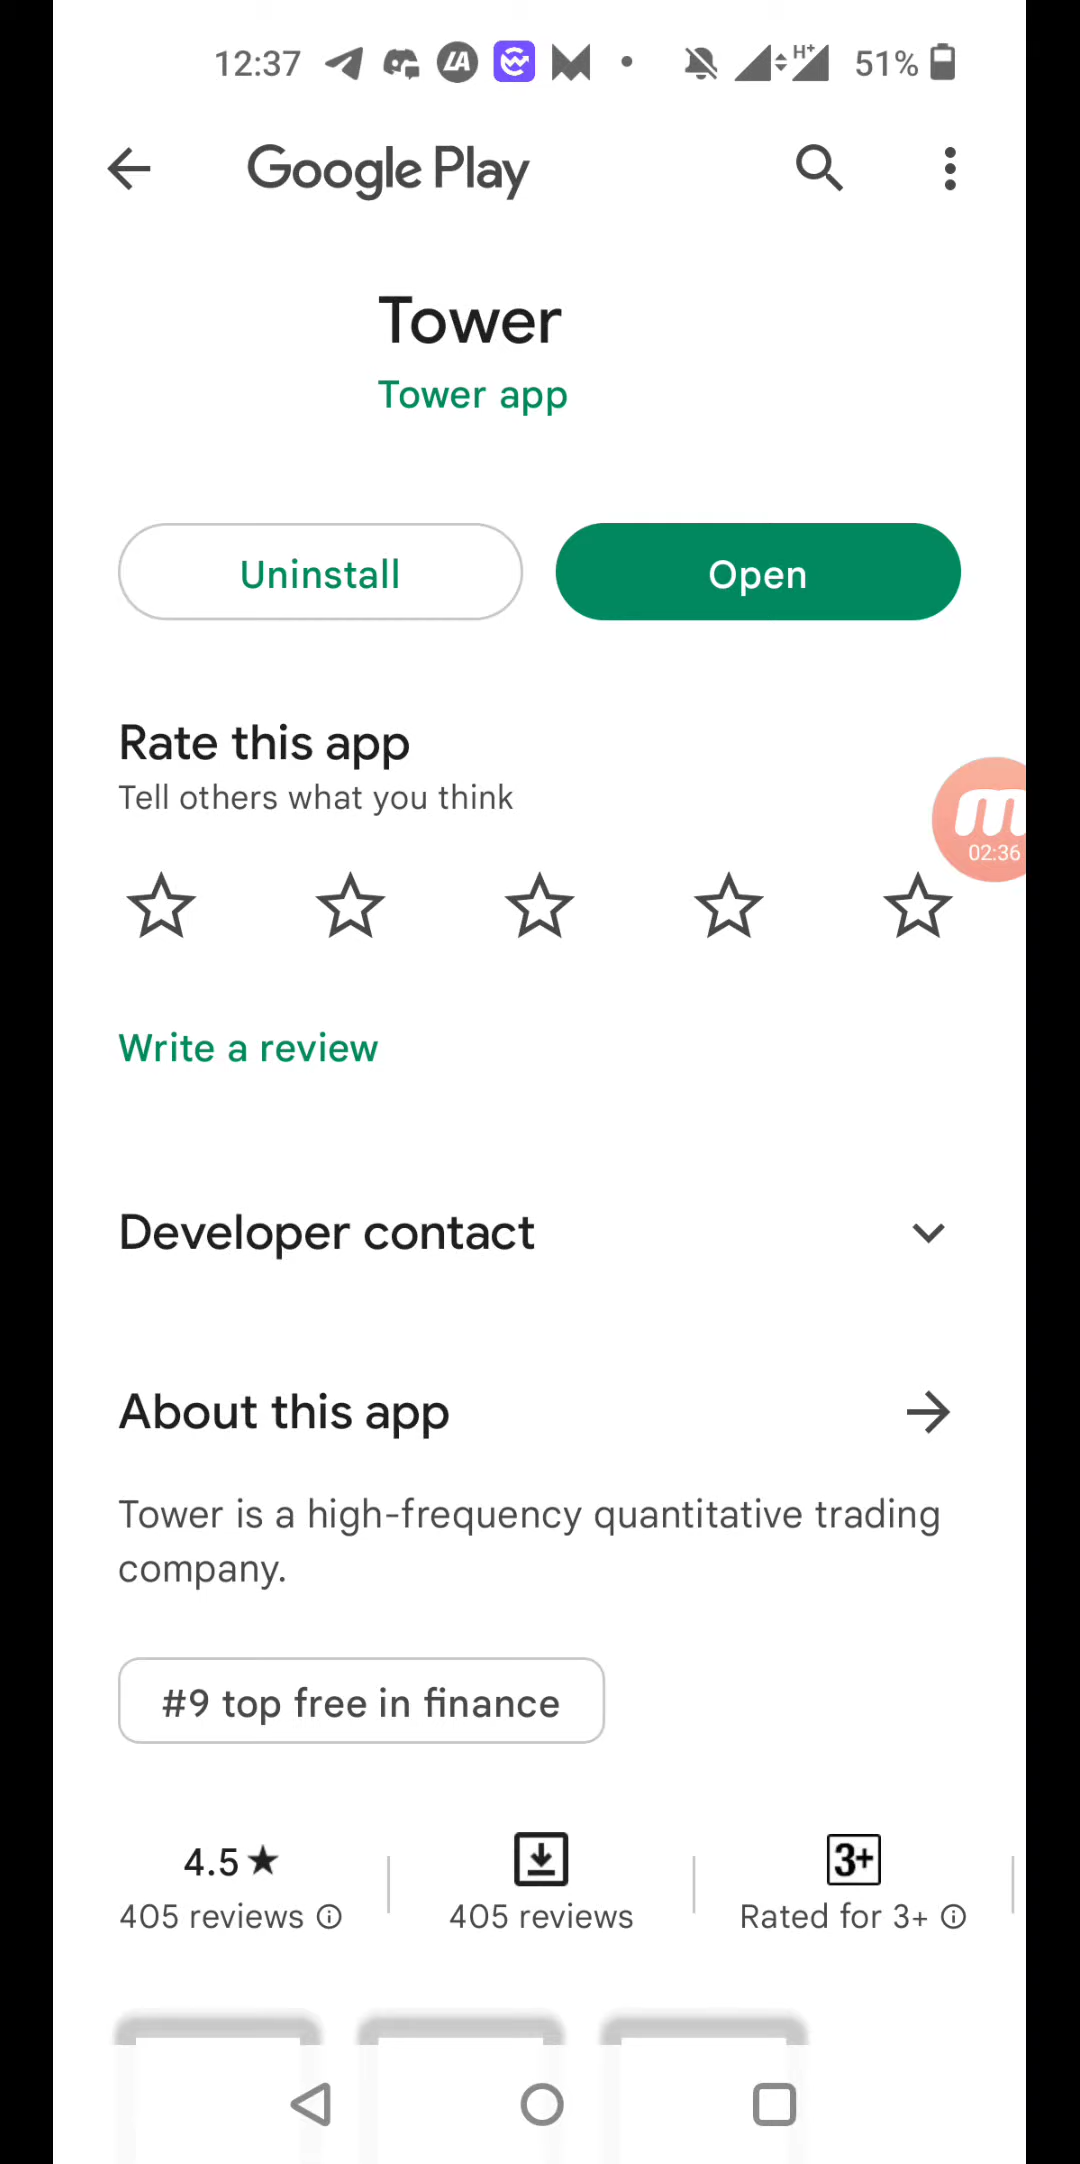 12:37 H+ 51%
Google Play
Tower
Tower app
Uninstall Open
Rate this app
Tell others what you think
02:36
Write a review
Developer contact
About this app
Tower is a high-frequency quantitative trading
company.
#9 top free in finance
4.5 ★ 3+
405 reviews 405 reviews Rated for 3+